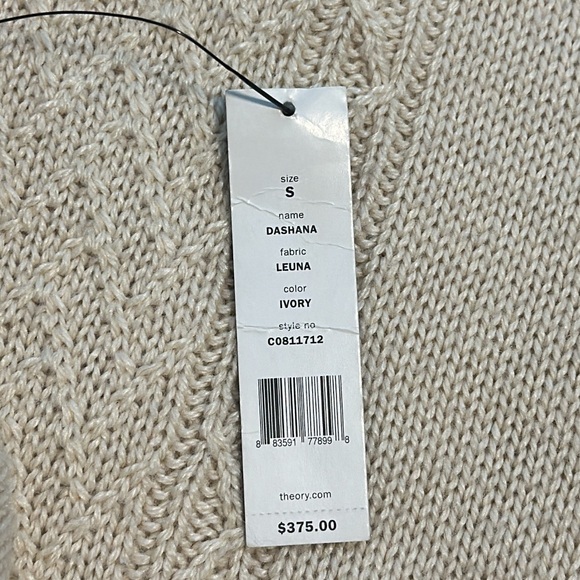 size
S
name
DASHANA
fabric
LEUNA
color
IVORY
style no
C0811712
8 83591 77899 8
theory.com
$375.00